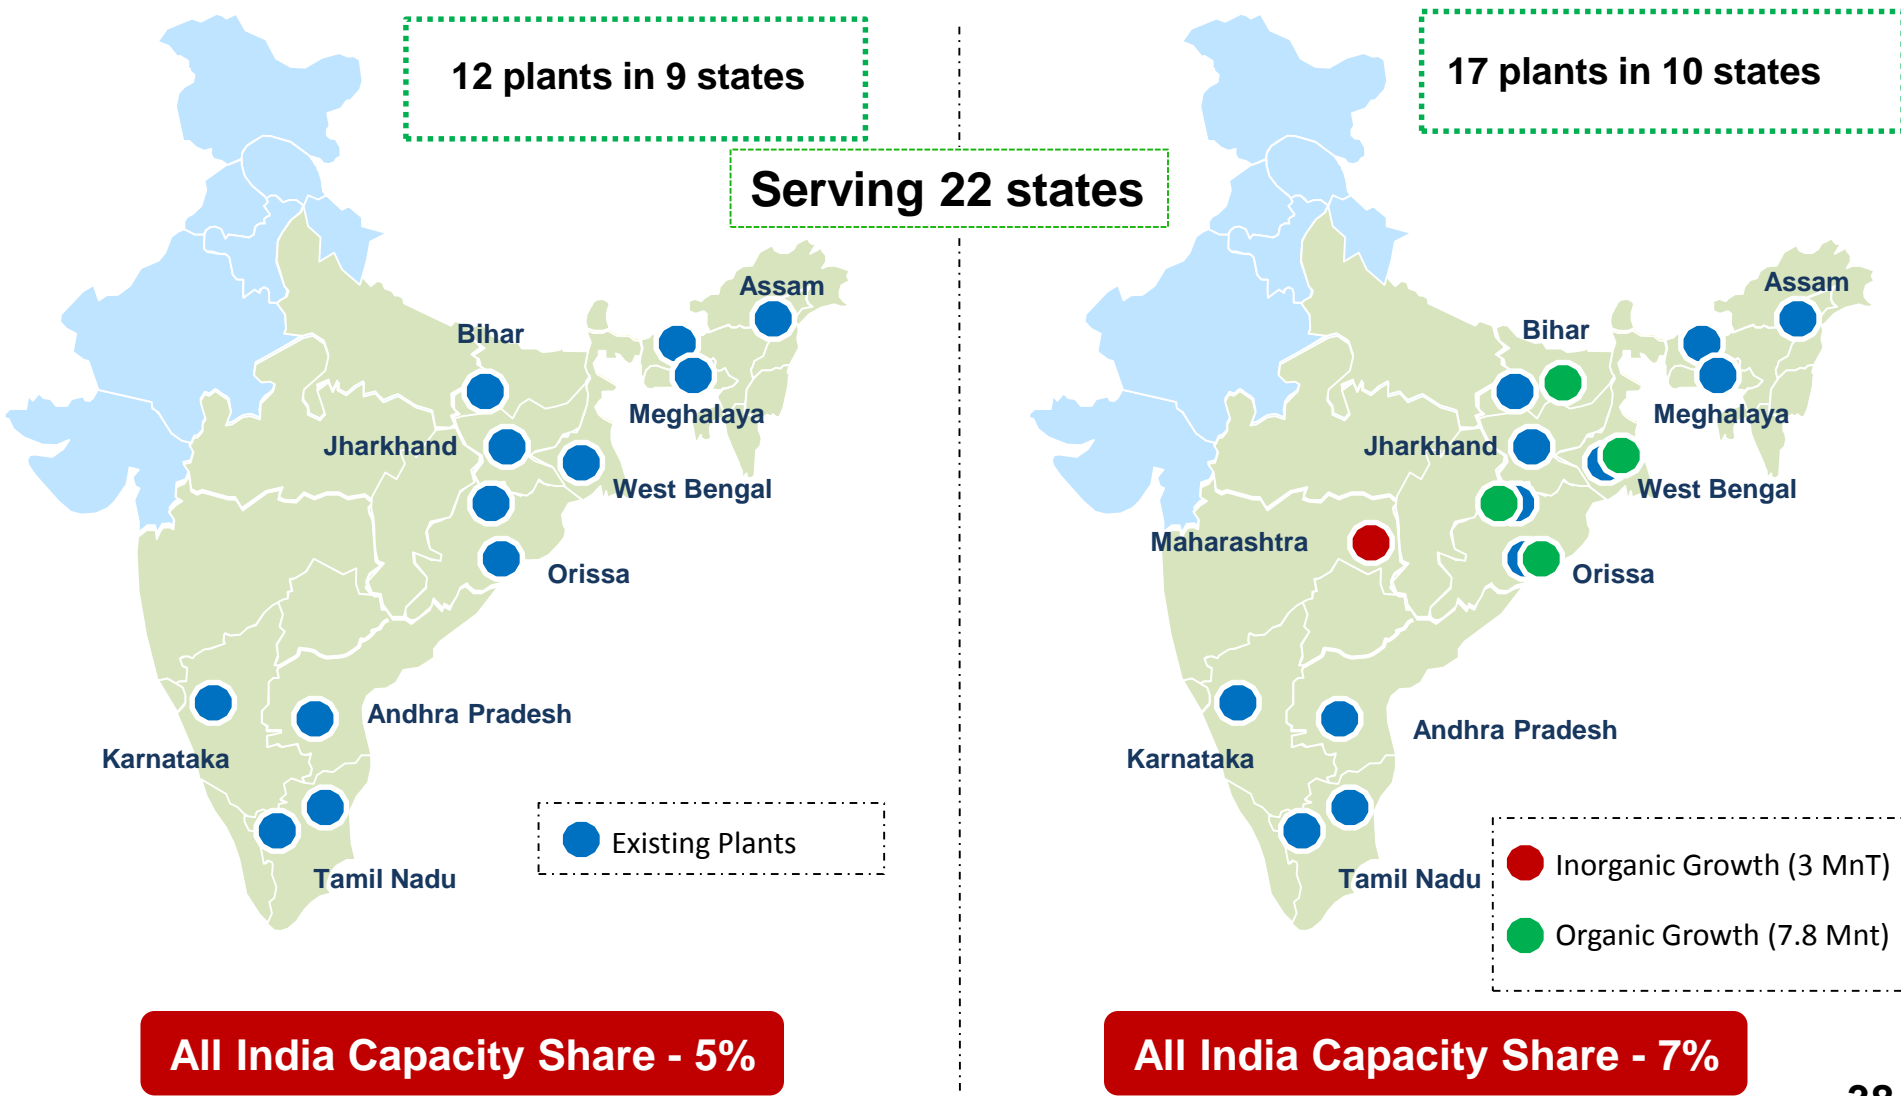 12 plants in 9 states
17 plants in 10 states
Serving 22 states
Assam
Bihar
Meghalaya
Jharkhand
West Bengal
Orissa
Andhra Pradesh
Karnataka
Tamil Nadu
Existing Plants
All India Capacity Share - 5%
Assam
Bihar
Meghalaya
Jharkhand
West Bengal
Maharashtra
Orissa
Andhra Pradesh
Karnataka
Tamil Nadu
Inorganic Growth (3 MnT)
Organic Growth (7.8 Mnt)
All India Capacity Share - 7%